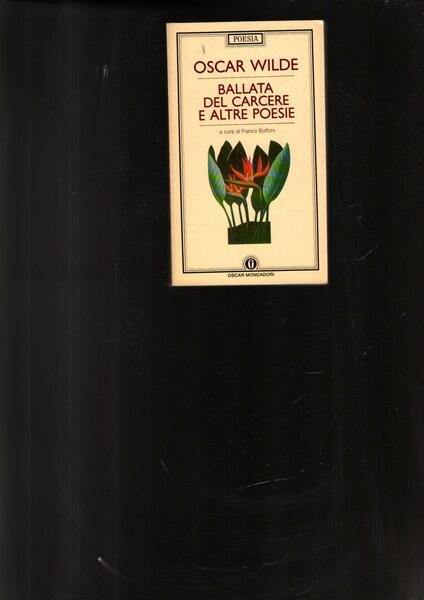 POESIA
OSCAR WILDE
BALLATA
DEL CARCERE
E ALTRE POESIE
a cura di Franco Buffoni
OSCAR MONDADORI